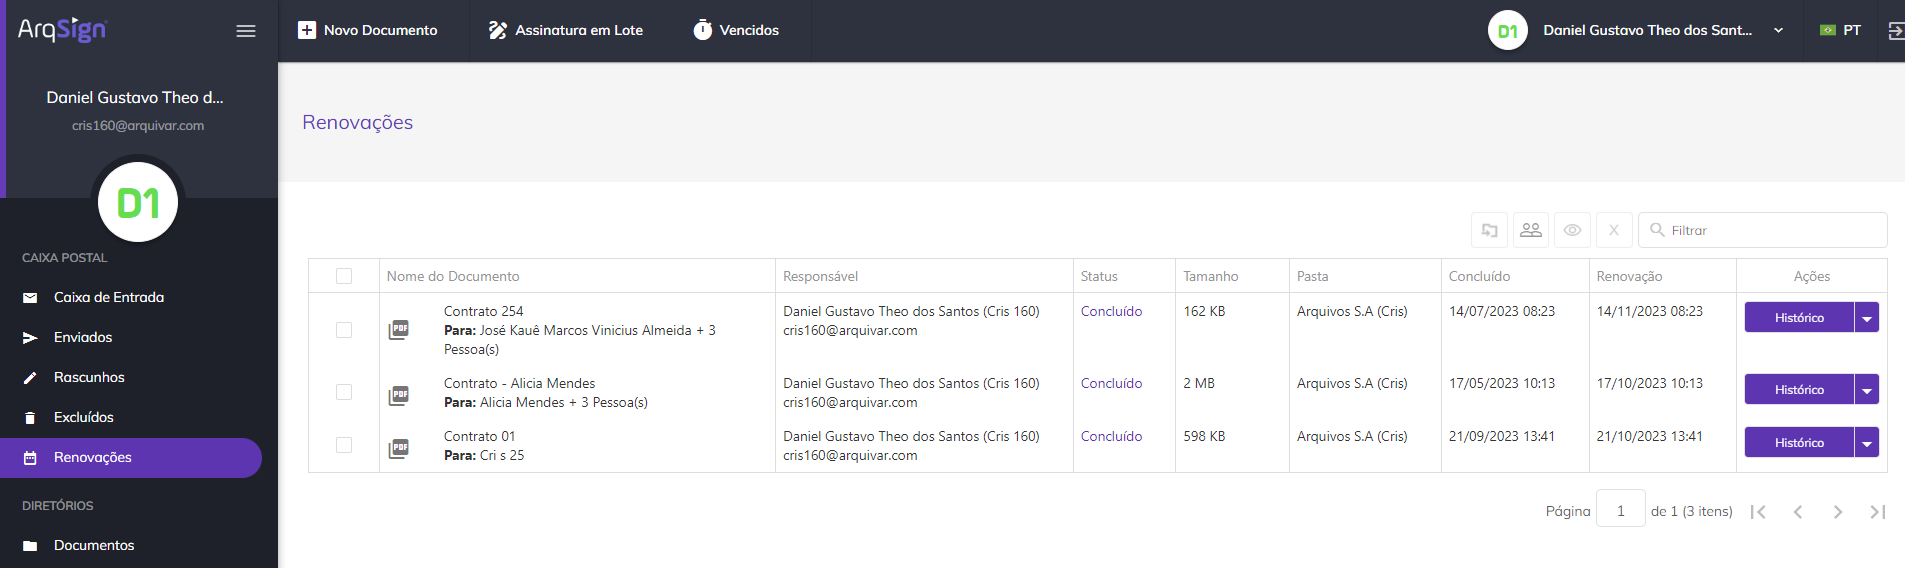 ArqSign
Novo Documento
Assinatura em Lote
Vencidos
D1
Daniel Gustavo Theo dos Sant...
PT
Daniel Gustavo Theo d...
cris160@arquivar.com
D1
CAIXA POSTAL
Caixa de Entrada
Enviados
Rascunhos
Excluídos
Renovações
DIRETÓRIOS
Documentos
Renovações
X
Filtrar
Nome do Documento
Responsável
Status
Tamanho
Pasta
Concluído
Renovação
Ações
PDF
Contrato 254
Para: José Kauê Marcos Vinicius Almeida + 3
Pessoa(s)
Daniel Gustavo Theo dos Santos (Cris 160)
cris160@arquivar.com
Concluído
162 KB
Arquivos S.A (Cris)
14/07/2023 08:23
14/11/2023 08:23
Histórico
PDF
Contrato - Alicia Mendes
Para: Alicia Mendes + 3 Pessoa(s)
Daniel Gustavo Theo dos Santos (Cris 160)
cris160@arquivar.com
Concluído
2 MB
Arquivos S.A (Cris)
17/05/2023 10:13
17/10/2023 10:13
Histórico
PDF
Contrato 01
Para: Cri s 25
Daniel Gustavo Theo dos Santos (Cris 160)
cris160@arquivar.com
Concluído
598 KB
Arquivos S.A (Cris)
21/09/2023 13:41
21/10/2023 13:41
Histórico
Página 1 de 1 (3 itens)